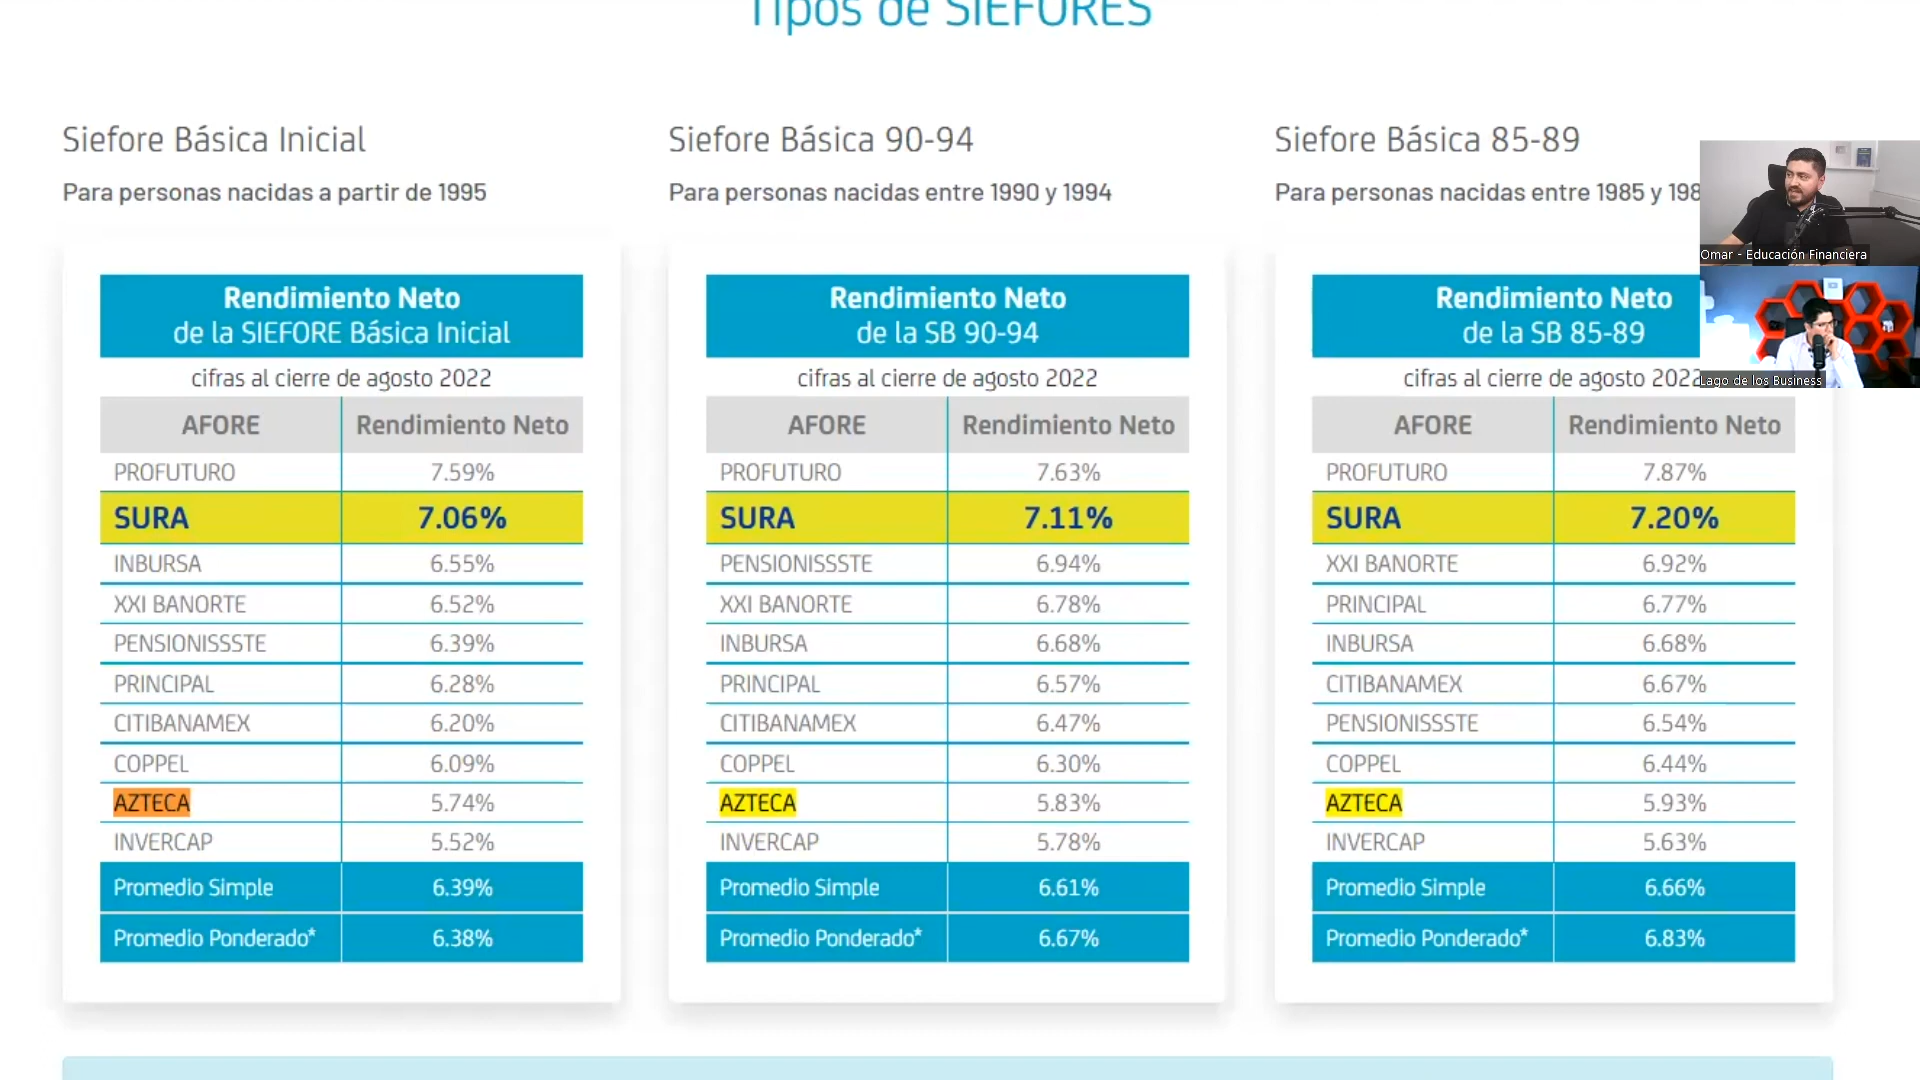 Tipos de SIEFORES
Siefore Básica Inicial
Para personas nacidas a partir de 1995
Rendimiento Neto
de la SIEFORE Básica Inicial
cifras al cierre de agosto 2022
AFORE Rendimiento Neto
PROFUTURO 7.59%
SURA 7.06%
INBURSA 6.55%
XXI BANORTE 6.52%
PENSIONISSSTE 6.39%
PRINCIPAL 6.28%
CITIBANAMEX 6.20%
COPPEL 6.09%
AZTECA 5.74%
INVERCAP 5.52%
Promedio Simple 6.39%
Promedio Ponderado* 6.38%
Siefore Básica 90-94
Para personas nacidas entre 1990 y 1994
Rendimiento Neto
de la SB 90-94
cifras al cierre de agosto 2022
AFORE Rendimiento Neto
PROFUTURO 7.63%
SURA 7.11%
PENSIONISSSTE 6.94%
XXI BANORTE 6.78%
INBURSA 6.68%
PRINCIPAL 6.57%
CITIBANAMEX 6.47%
COPPEL 6.30%
AZTECA 5.83%
INVERCAP 5.78%
Promedio Simple 6.61%
Promedio Ponderado* 6.67%
Siefore Básica 85-89
Para personas nacidas entre 1985 y 198
Rendimiento Neto
de la SB 85-89
cifras al cierre de agosto 2022
AFORE Rendimiento Neto
PROFUTURO 7.87%
SURA 7.20%
XXI BANORTE 6.92%
PRINCIPAL 6.77%
INBURSA 6.68%
CITIBANAMEX 6.67%
PENSIONISSSTE 6.54%
COPPEL 6.44%
AZTECA 5.93%
INVERCAP 5.63%
Promedio Simple 6.66%
Promedio Ponderado* 6.83%
Omar - Educación Financiera
Lago de los Business